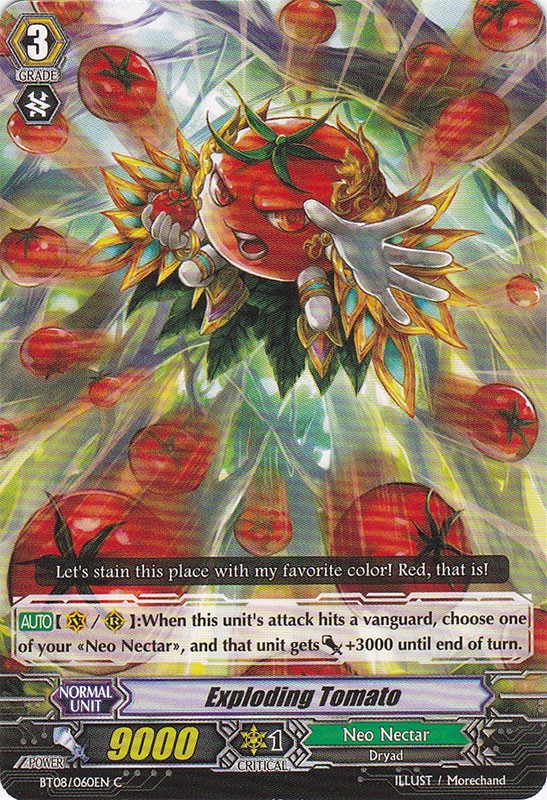 3
GRADE
Let's stain this place with my favorite color! Red, that is!
AUTO [ V / R ]:When this unit's attack hits a vanguard, choose one
of your «Neo Nectar», and that unit gets +3000 until end of turn.
NORMAL
UNIT
Exploding Tomato
POWER
9000
1
CRITICAL
Neo Nectar
Dryad
BT08/060EN C
ILLUST / Morechand